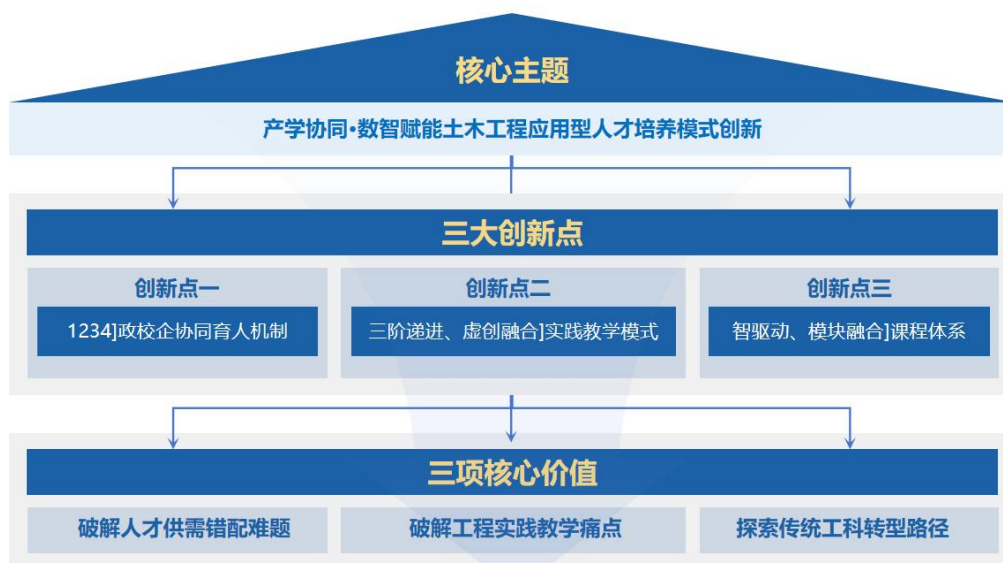 核心主题
产学协同·数智赋能土木工程应用型人才培养模式创新
三大创新点
创新点一
创新点二
创新点三
1234]政校企协同育人机制
三阶递进、虚创融合]实践教学模式
智驱动、模块融合]课程体系
三项核心价值
破解人才供需错配难题
破解工程实践教学痛点
探索传统工科转型路径